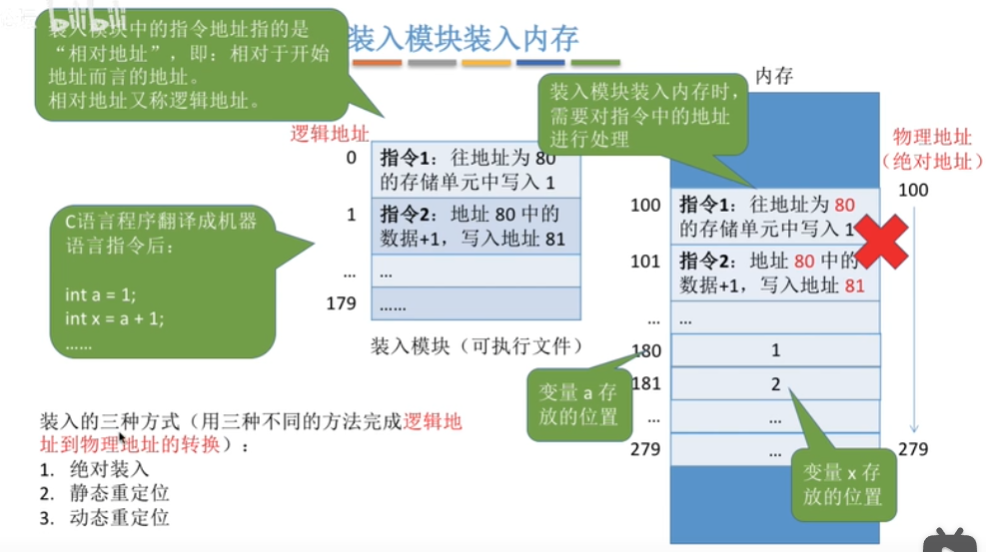 bilibili
装入模块中的指令地址指的是
“相对地址”，即：相对于开始
地址而言的地址。
相对地址又称逻辑地址。
装入模块装入内存
内存
装入模块装入内存时，
需要对指令中的地址
进行处理
物理地址
（绝对地址）
逻辑地址
0
指令1：往地址为 80
的存储单元中写入 1
1
指令2：地址 80 中的
数据+1，写入地址 81
...
...
179
......
装入模块（可执行文件）
C语言程序翻译成机器
语言指令后：
int a = 1;
int x = a + 1;
......
100
100
指令1：往地址为 80
的存储单元中写入 1
101
指令2：地址 80 中的
数据+1，写入地址 81
...
...
180
1
181
2
...
...
279
...
279
变量 a 存
放的位置
变量 x 存
放的位置
装入的三种方式（用三种不同的方法完成逻辑地
址到物理地址的转换）：
1. 绝对装入
2. 静态重定位
3. 动态重定位